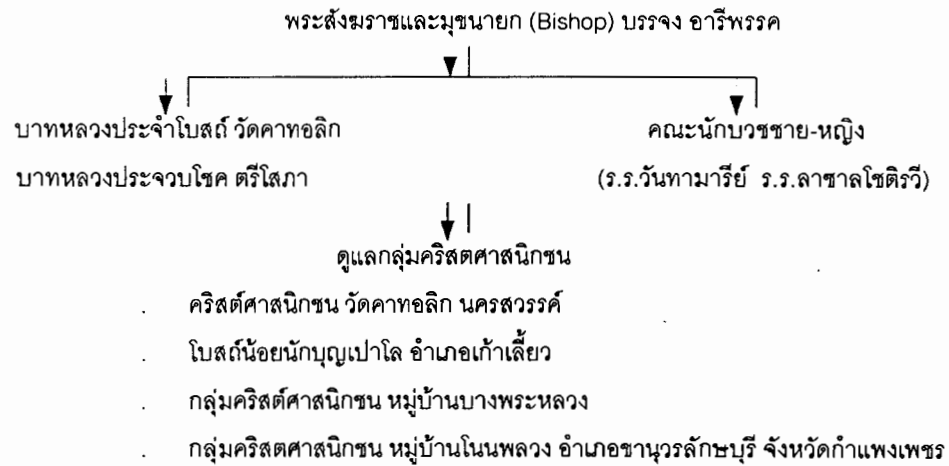 พระสังฆราชและมุขนายก (Bishop) บรรจง อารีพรรค
บาทหลวงประจำโบสถ์ วัดคาทอลิก
คณะนักบวชชาย-หญิง
บาทหลวงประจวบโชค ตรีโสภา
(ร.ร.วันทามารีย์ ร.ร.ลาซาลโชติรวี)
ดูแลกลุ่มคริสตศาสนิกชน
. คริสต์ศาสนิกชน วัดคาทอลิก นครสวรรค์
. โบสถ์น้อยนักบุญเปาโล อำเภอเก้าเลี้ยว
. กลุ่มคริสต์ศาสนิกชน หมู่บ้านบางพระหลวง
. กลุ่มคริสตศาสนิกชน หมู่บ้านโนนพลวง อำเภอขานุวรลักษบุรี จังหวัดกำแพงเพชร